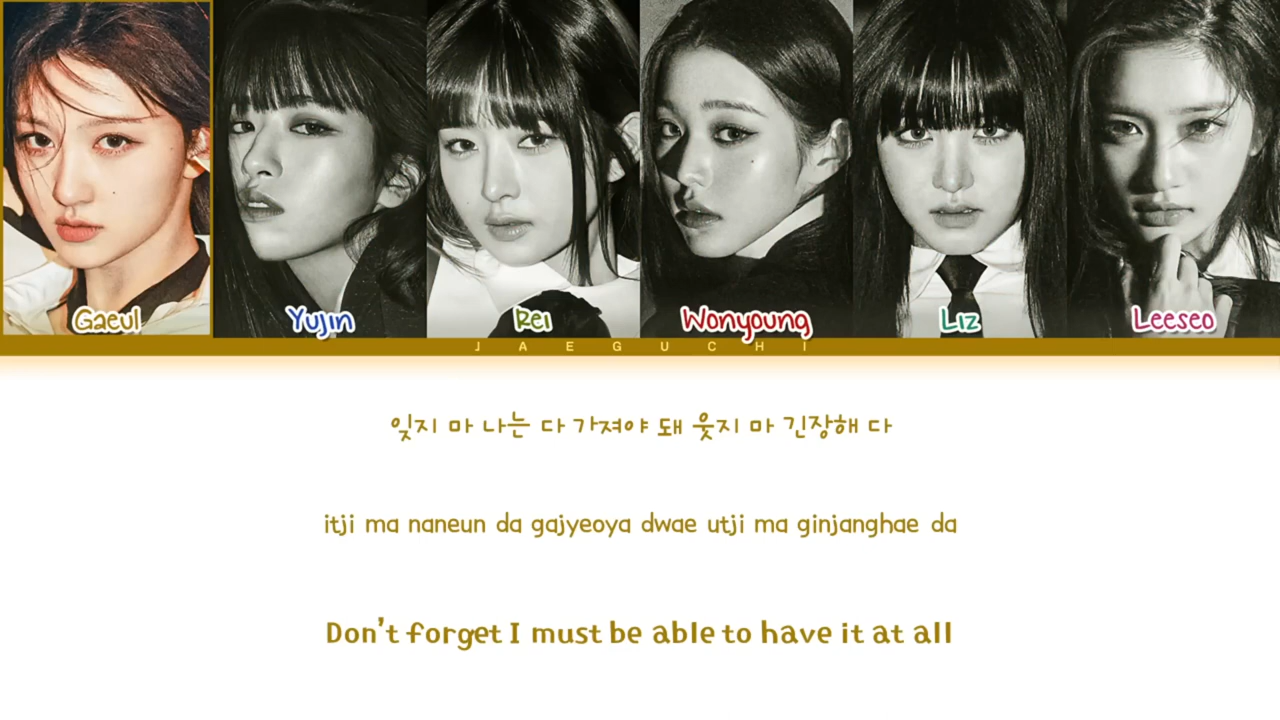 Gaeul Yujin Rei Wonyoung Liz Leeseo
JAEGUCHI
잊지 마 나는 다 가져야 돼 웃지 마 긴장해 다
itji ma naneun da gajyeoya dwae utji ma ginjanghae da
Don't forget I must be able to have it at all